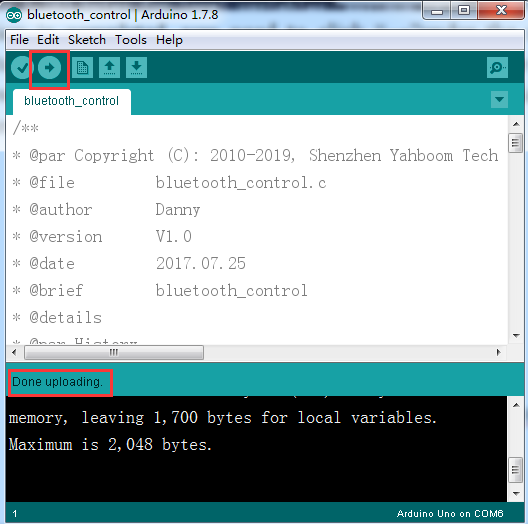 bluetooth_control | Arduino 1.7.8
File Edit Sketch Tools Help
bluetooth_control
/**
* @par Copyright (C): 2010-2019, Shenzhen Yahboom Tech
* @file bluetooth_control.c
* @author Danny
* @version V1.0
* @date 2017.07.25
* @brief bluetooth_control
* @details
* @par History
Done uploading.
memory, leaving 1,700 bytes for local variables.
Maximum is 2,048 bytes.
1 Arduino Uno on COM6